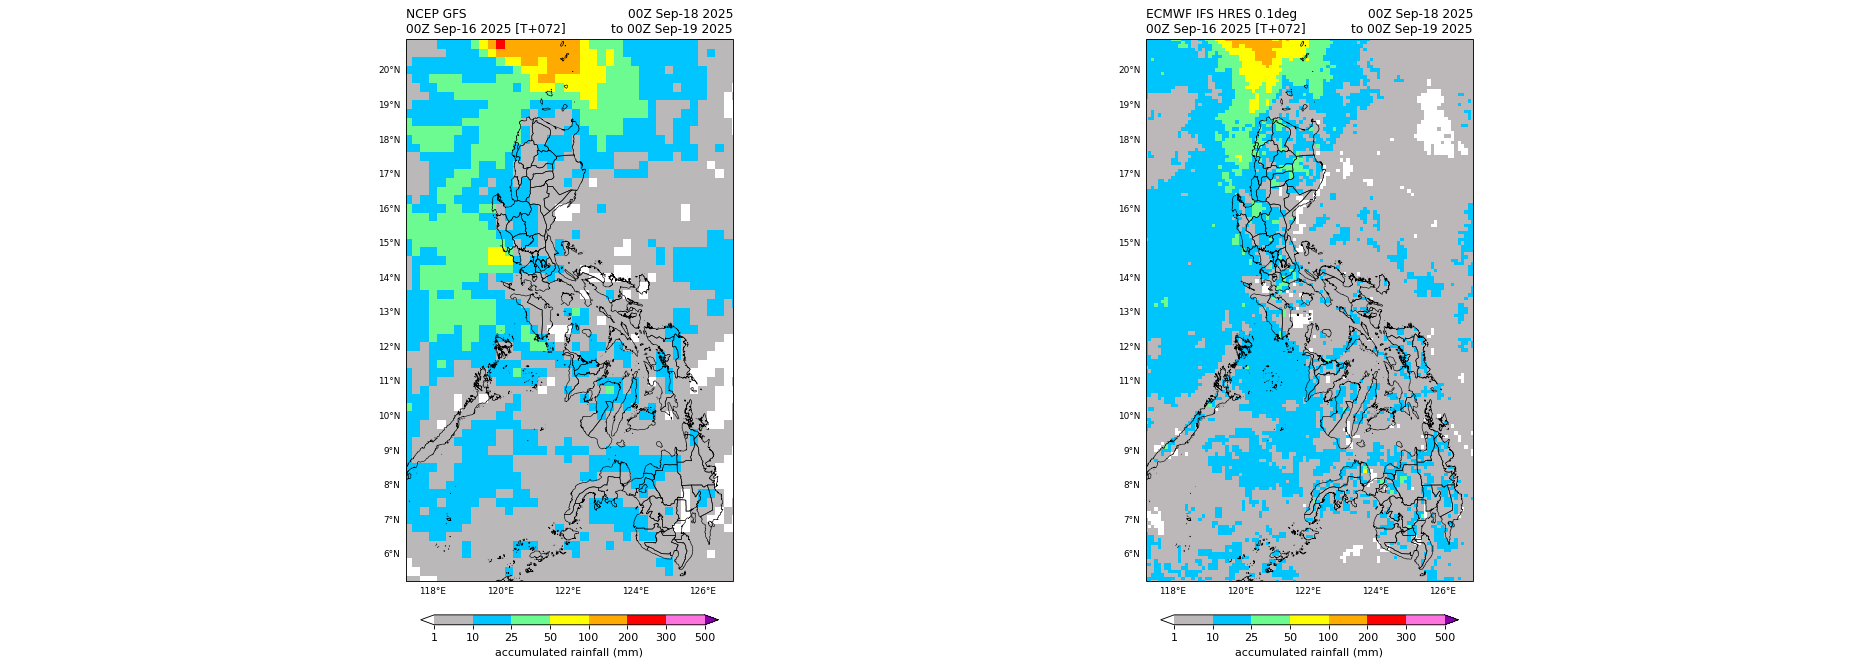 NCEP GFS
00Z Sep-18 2025
00Z Sep-16 2025 [T+072]
to 00Z Sep-19 2025
20°N
19°N
18°N
17°N
16°N
15°N
14°N
13°N
12°N
11°N
10°N
9°N
8°N
7°N
6°N
118°E
120°E
122°E
124°E
126°E
1
10
25
50
100
200
300
500
accumulated rainfall (mm)
ECMWF IFS HRES 0.1deg
00Z Sep-18 2025
00Z Sep-16 2025 [T+072]
to 00Z Sep-19 2025
20°N
19°N
18°N
17°N
16°N
15°N
14°N
13°N
12°N
11°N
10°N
9°N
8°N
7°N
6°N
118°E
120°E
122°E
124°E
126°E
1
10
25
50
100
200
300
500
accumulated rainfall (mm)